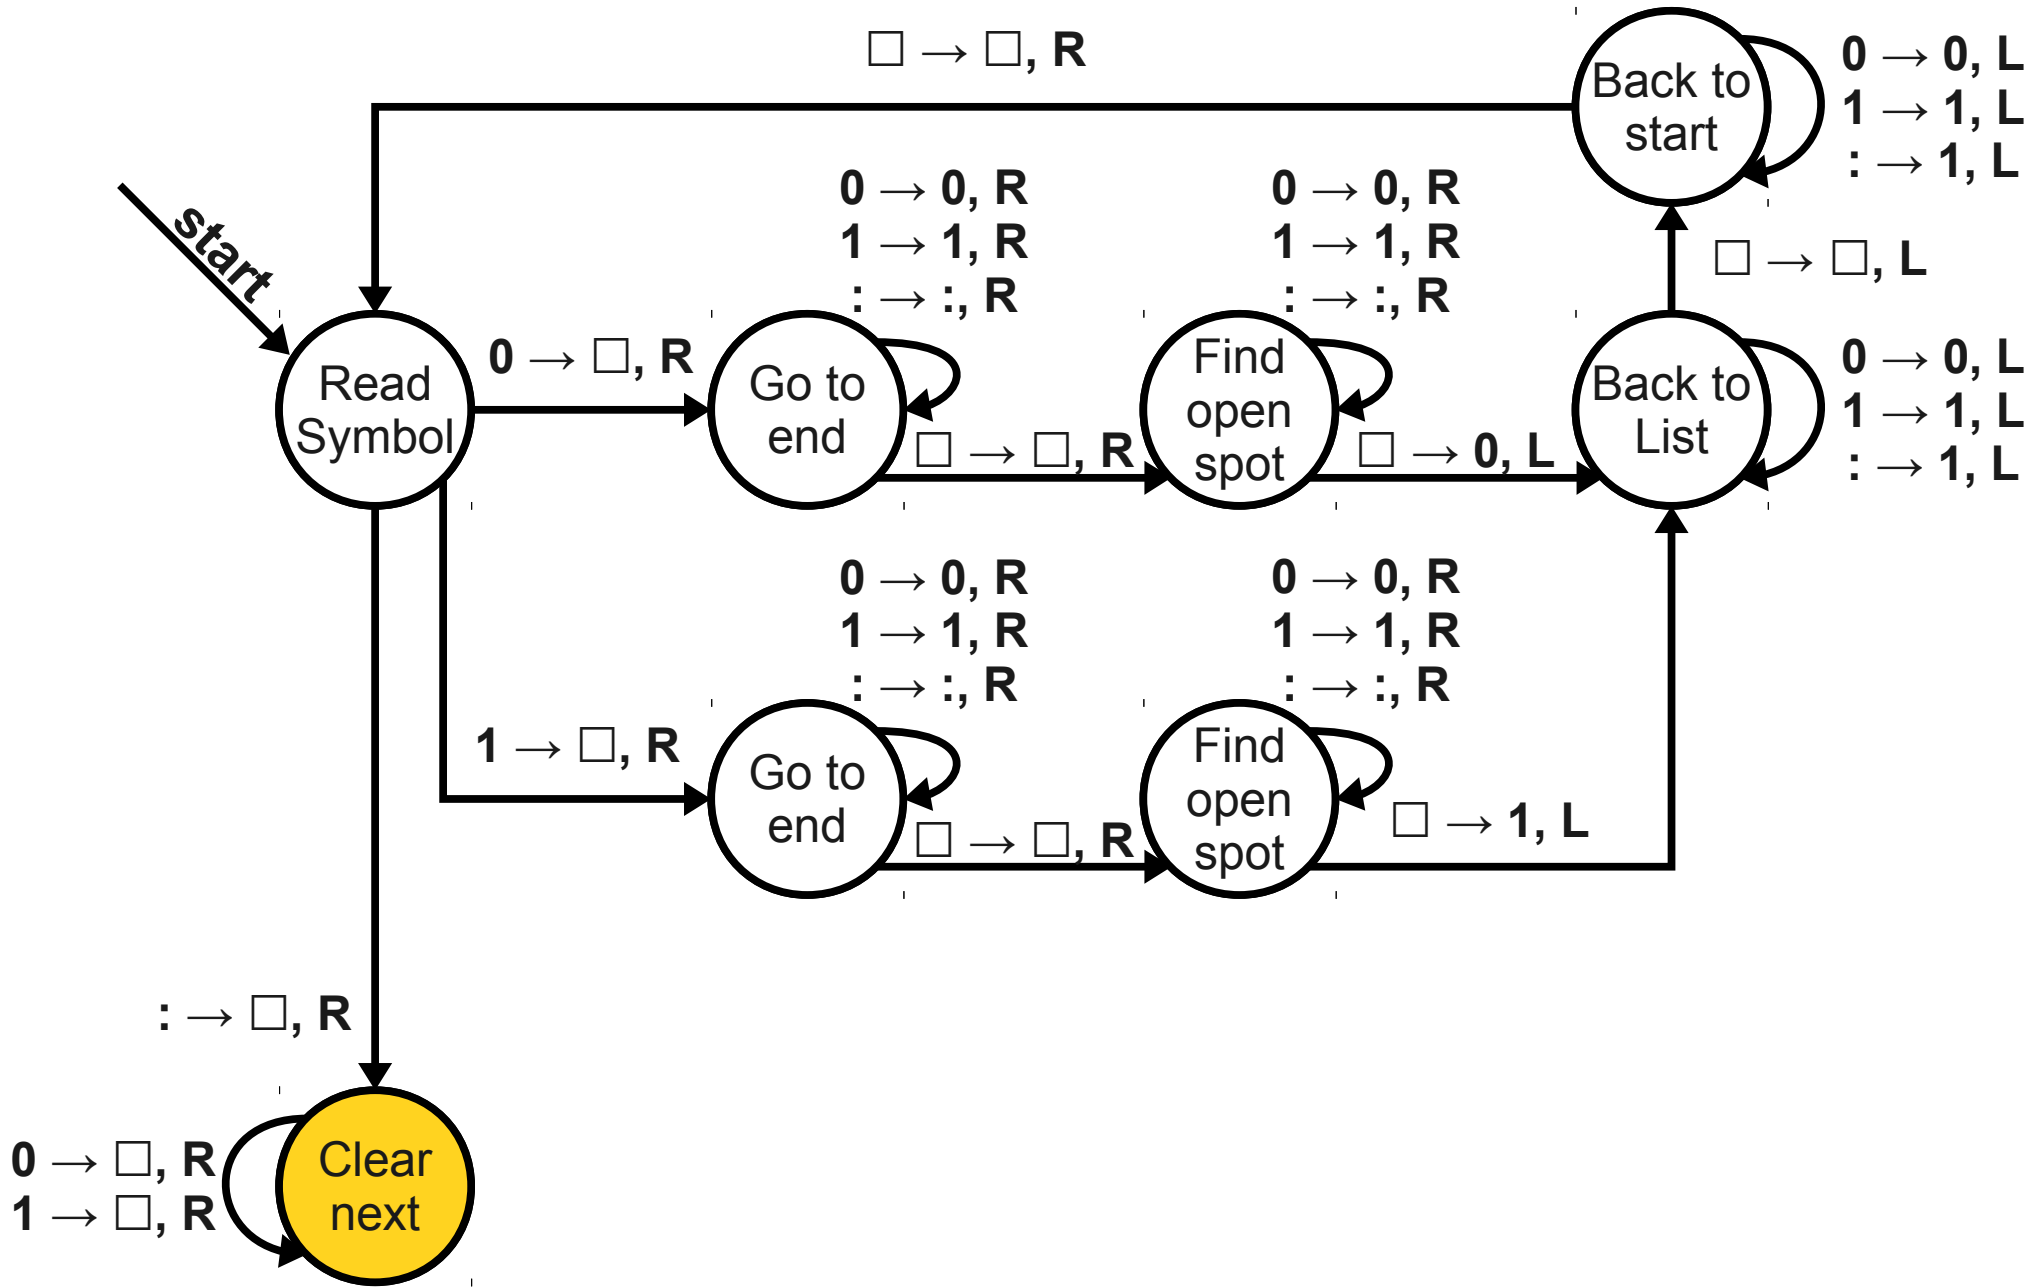 □ → □, R
Back to
start
0 → 0, L
1 → 1, L
: → 1, L
start
0 → 0, R
1 → 1, R
: → :, R
0 → 0, R
1 → 1, R
: → :, R
□ → □, L
Read
Symbol
0 → □, R
Go to
end
□ → □, R
Find
open
spot
□ → 0, L
Back to
List
0 → 0, L
1 → 1, L
: → 1, L
0 → 0, R
1 → 1, R
: → :, R
0 → 0, R
1 → 1, R
: → :, R
1 → □, R
Go to
end
□ → □, R
Find
open
spot
□ → 1, L
: → □, R
Clear
next
0 → □, R
1 → □, R